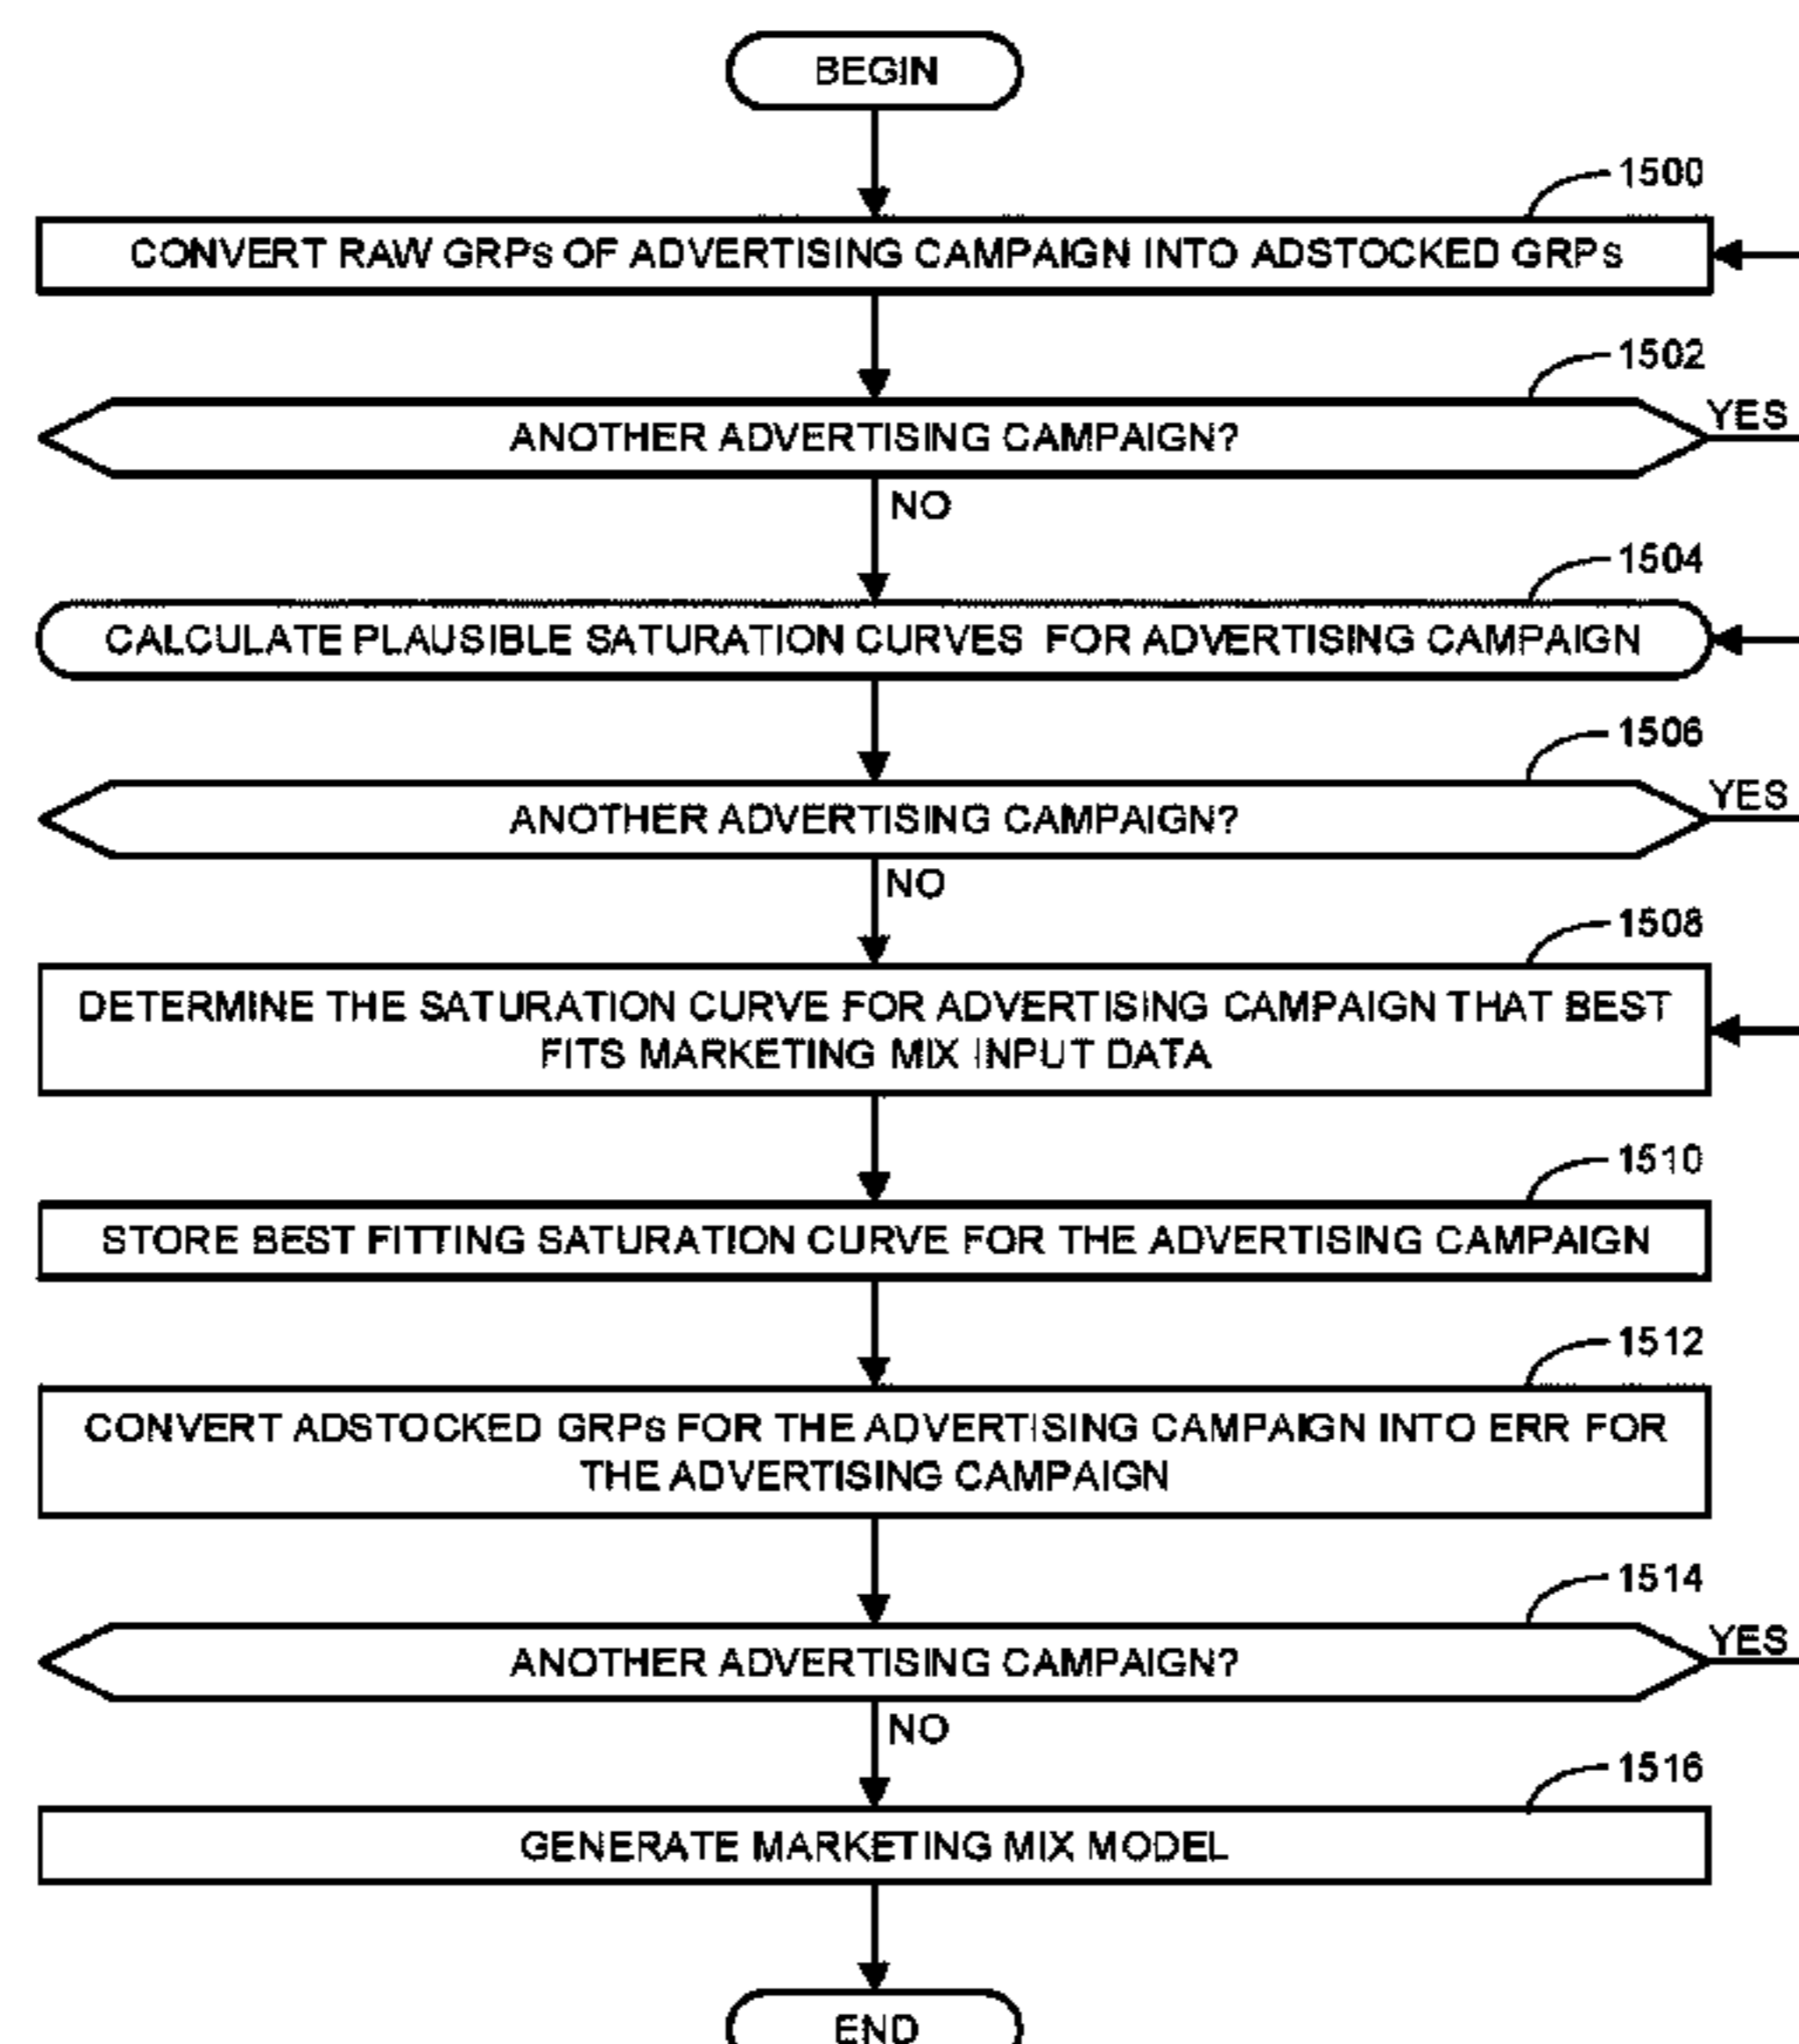 BEGIN
1500
CONVERT RAW GRPs OF ADVERTISING CAMPAIGN INTO ADSTOCKED GRPs
1502
ANOTHER ADVERTISING CAMPAIGN?
YES
NO
1504
CALCULATE PLAUSIBLE SATURATION CURVES FOR ADVERTISING CAMPAIGN
1506
ANOTHER ADVERTISING CAMPAIGN?
YES
NO
1508
DETERMINE THE SATURATION CURVE FOR ADVERTISING CAMPAIGN THAT BEST
FITS MARKETING MIX INPUT DATA
1510
STORE BEST FITTING SATURATION CURVE FOR THE ADVERTISING CAMPAIGN
1512
CONVERT ADSTOCKED GRPs FOR THE ADVERTISING CAMPAIGN INTO ERR FOR
THE ADVERTISING CAMPAIGN
1514
ANOTHER ADVERTISING CAMPAIGN?
YES
NO
1516
GENERATE MARKETING MIX MODEL
END